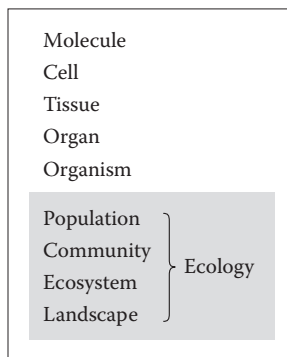 Molecule
Cell
Tissue
Organ
Organism
Population
Community
Ecosystem
Landscape
Ecology